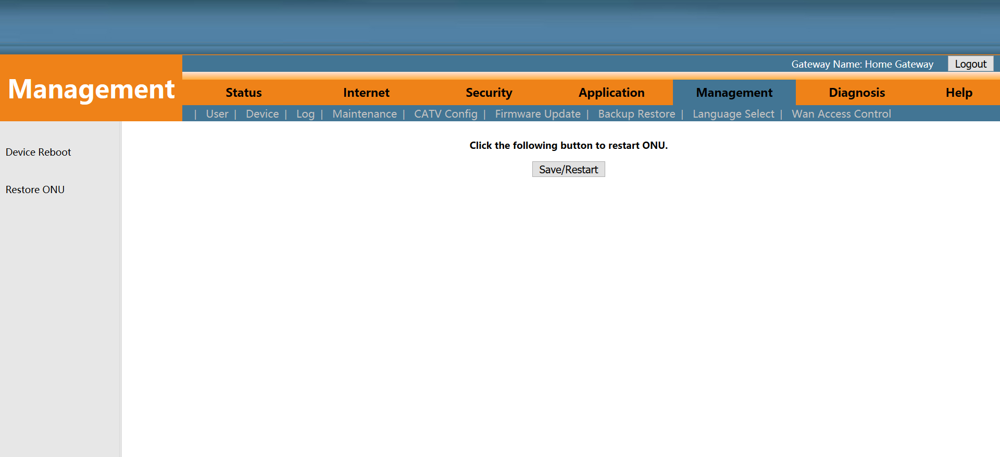 Gateway Name: Home Gateway Logout
Management
Status Internet Security Application Management Diagnosis Help
| User | Device | Log | Maintenance | CATV Config | Firmware Update | Backup Restore | Language Select | Wan Access Control
Device Reboot
Restore ONU
Click the following button to restart ONU.
Save/Restart